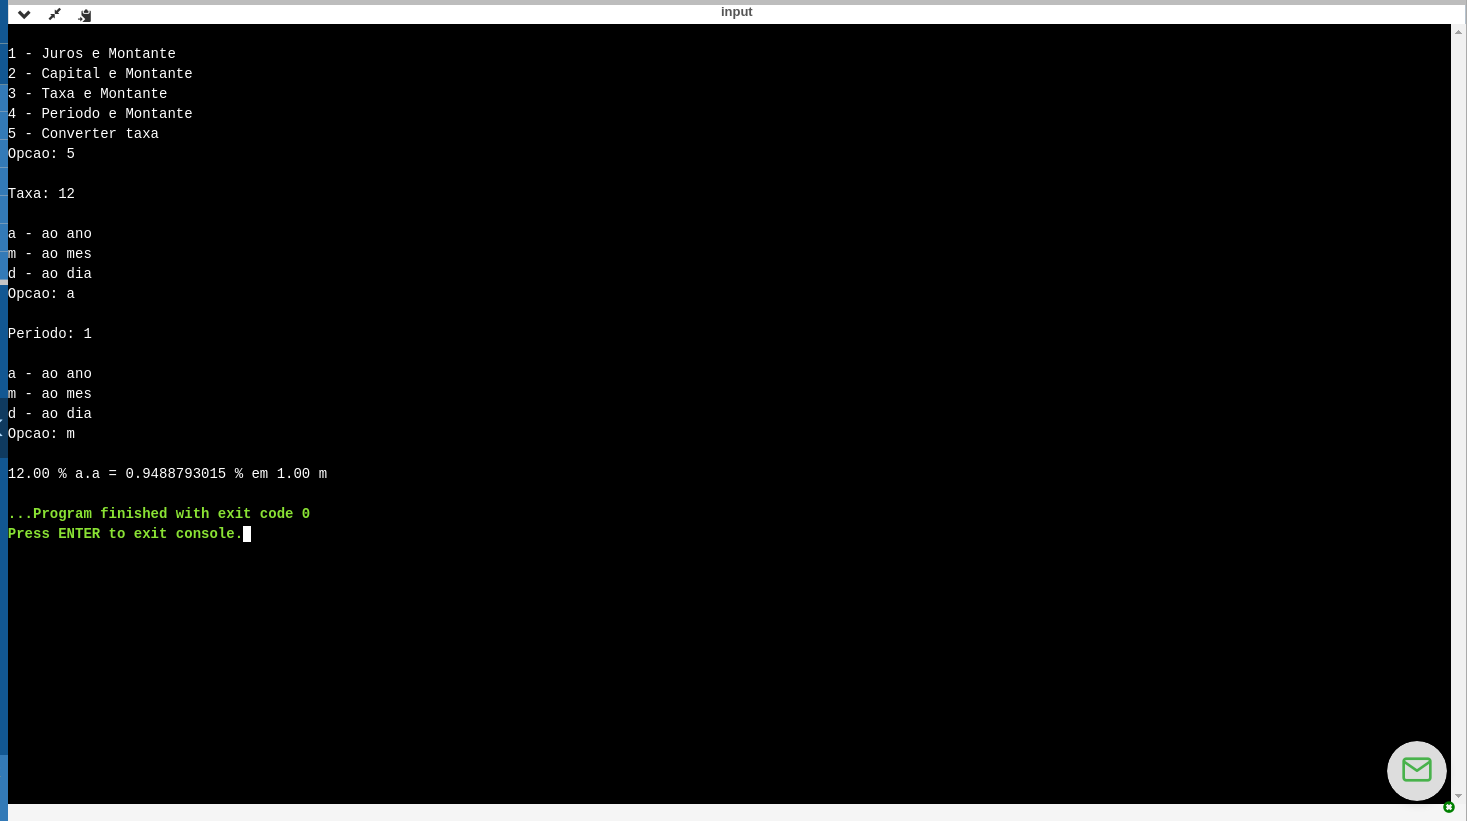 input
1 - Juros e Montante
2 - Capital e Montante
3 - Taxa e Montante
4 - Periodo e Montante
5 - Converter taxa
Opcao: 5
Taxa: 12
a - ao ano
m - ao mes
d - ao dia
Opcao: a
Periodo: 1
a - ao ano
m - ao mes
d - ao dia
Opcao: m
12.00 % a.a = 0.9488793015 % em 1.00 m
...Program finished with exit code 0
Press ENTER to exit console.